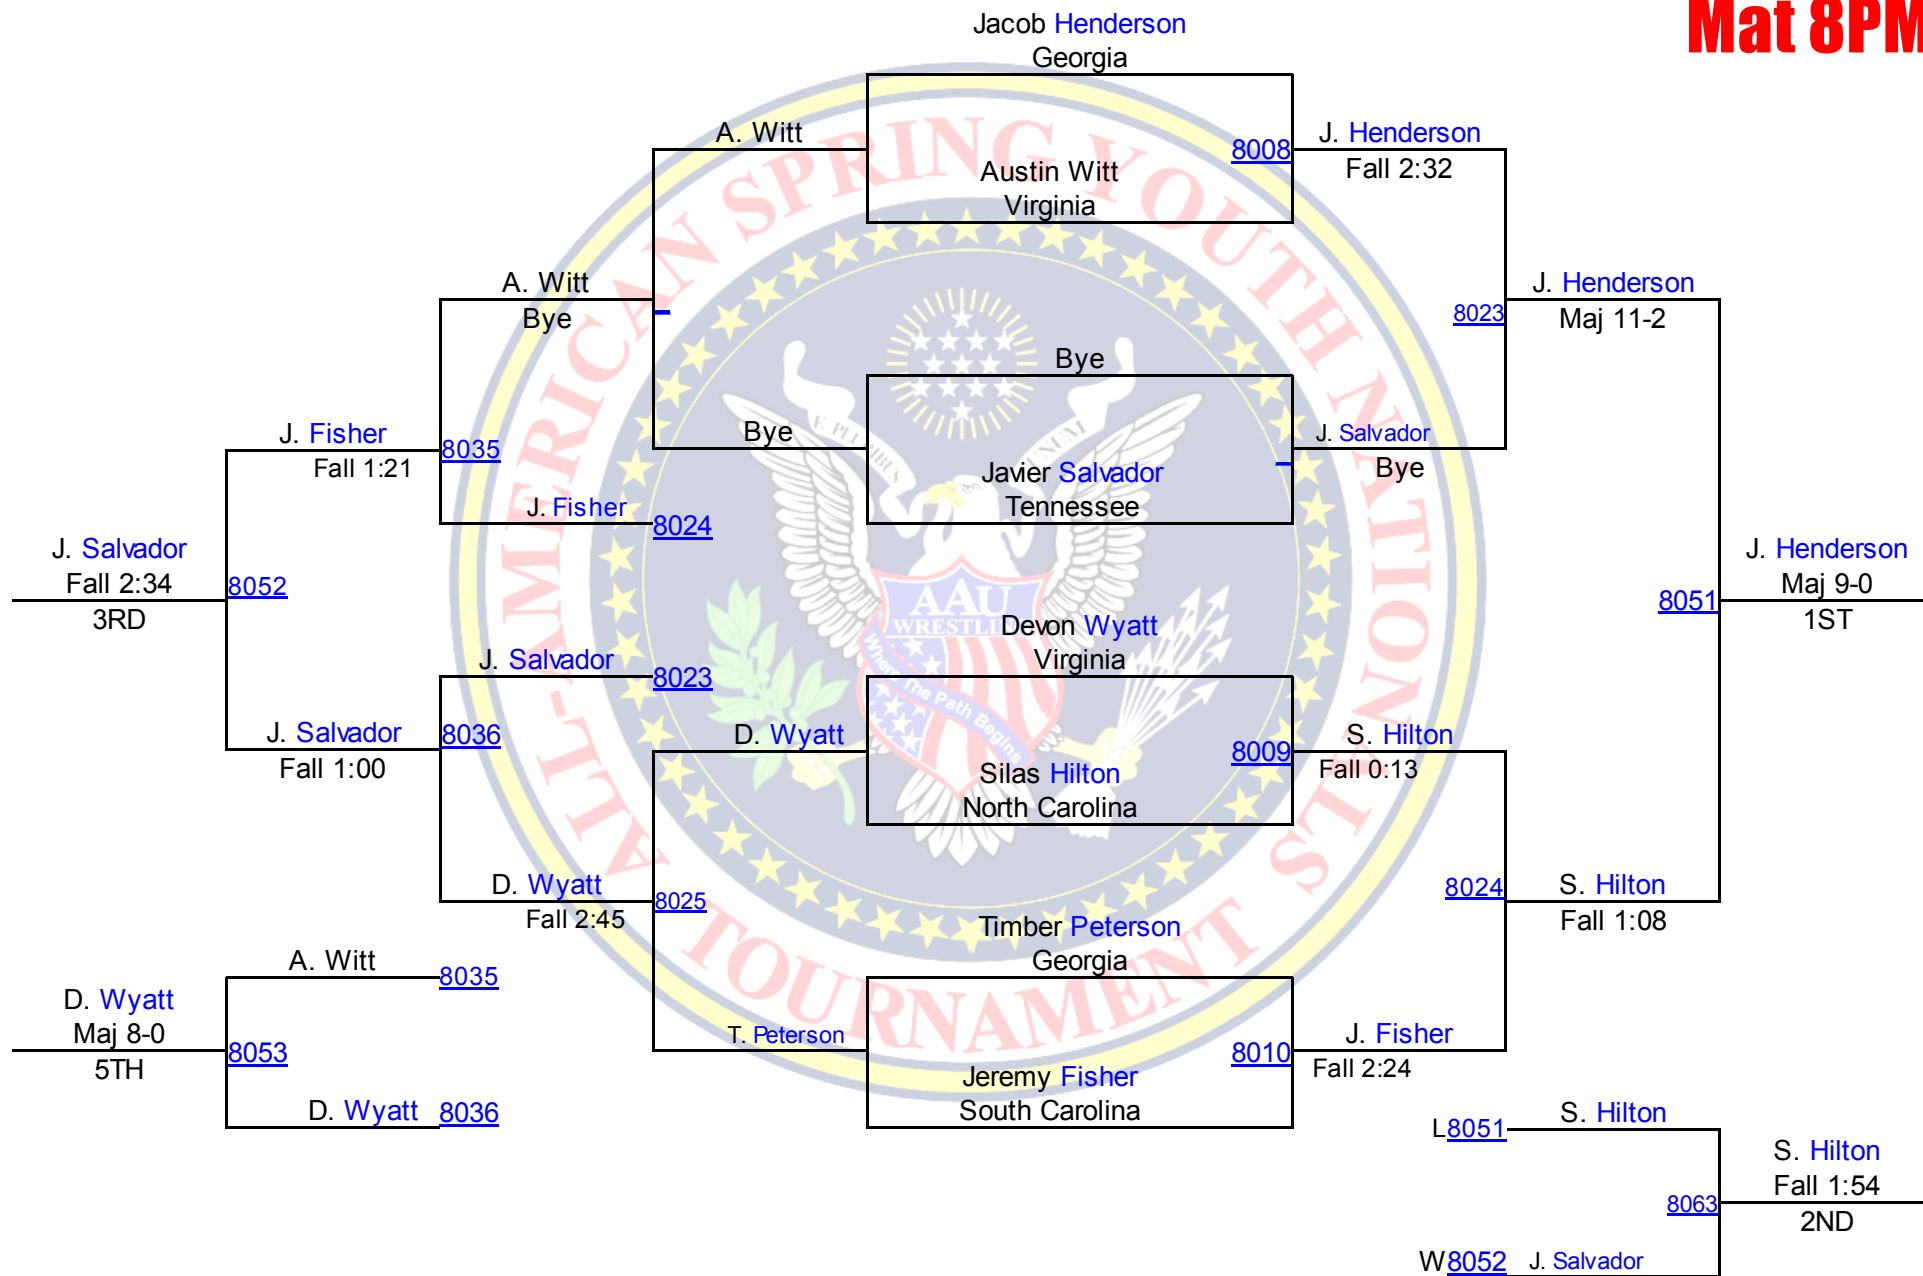 Mat 8PM
Jacob Henderson
Georgia
A. Witt
8008
J. Henderson
Fall 2:32
Austin Witt
Virginia
A. Witt
Bye
J. Henderson
Maj 11-2
8023
Bye
J. Fisher
Fall 1:21
8035
Bye
J. Salvador
Bye
Javier Salvador
Tennessee
J. Fisher
8024
J. Salvador
Fall 2:34
3RD
8052
J. Henderson
Maj 9-0
1ST
8051
Devon Wyatt
Virginia
J. Salvador
8023
J. Salvador
Fall 1:00
8036
D. Wyatt
8009
S. Hilton
Fall 0:13
Silas Hilton
North Carolina
D. Wyatt
Fall 2:45
8025
8024
S. Hilton
Fall 1:08
Timber Peterson
Georgia
A. Witt
8035
D. Wyatt
Maj 8-0
5TH
8053
T. Peterson
8010
J. Fisher
Fall 2:24
Jeremy Fisher
South Carolina
D. Wyatt 8036
L8051 S. Hilton
S. Hilton
Fall 1:54
2ND
8063
W8052 J. Salvador
ALL-AMERICAN SPRING YOUTH NATIONALS
TOURNAMENT
E PLURIBUS UNUM
AAU
WRESTLING
Where The Path Begins